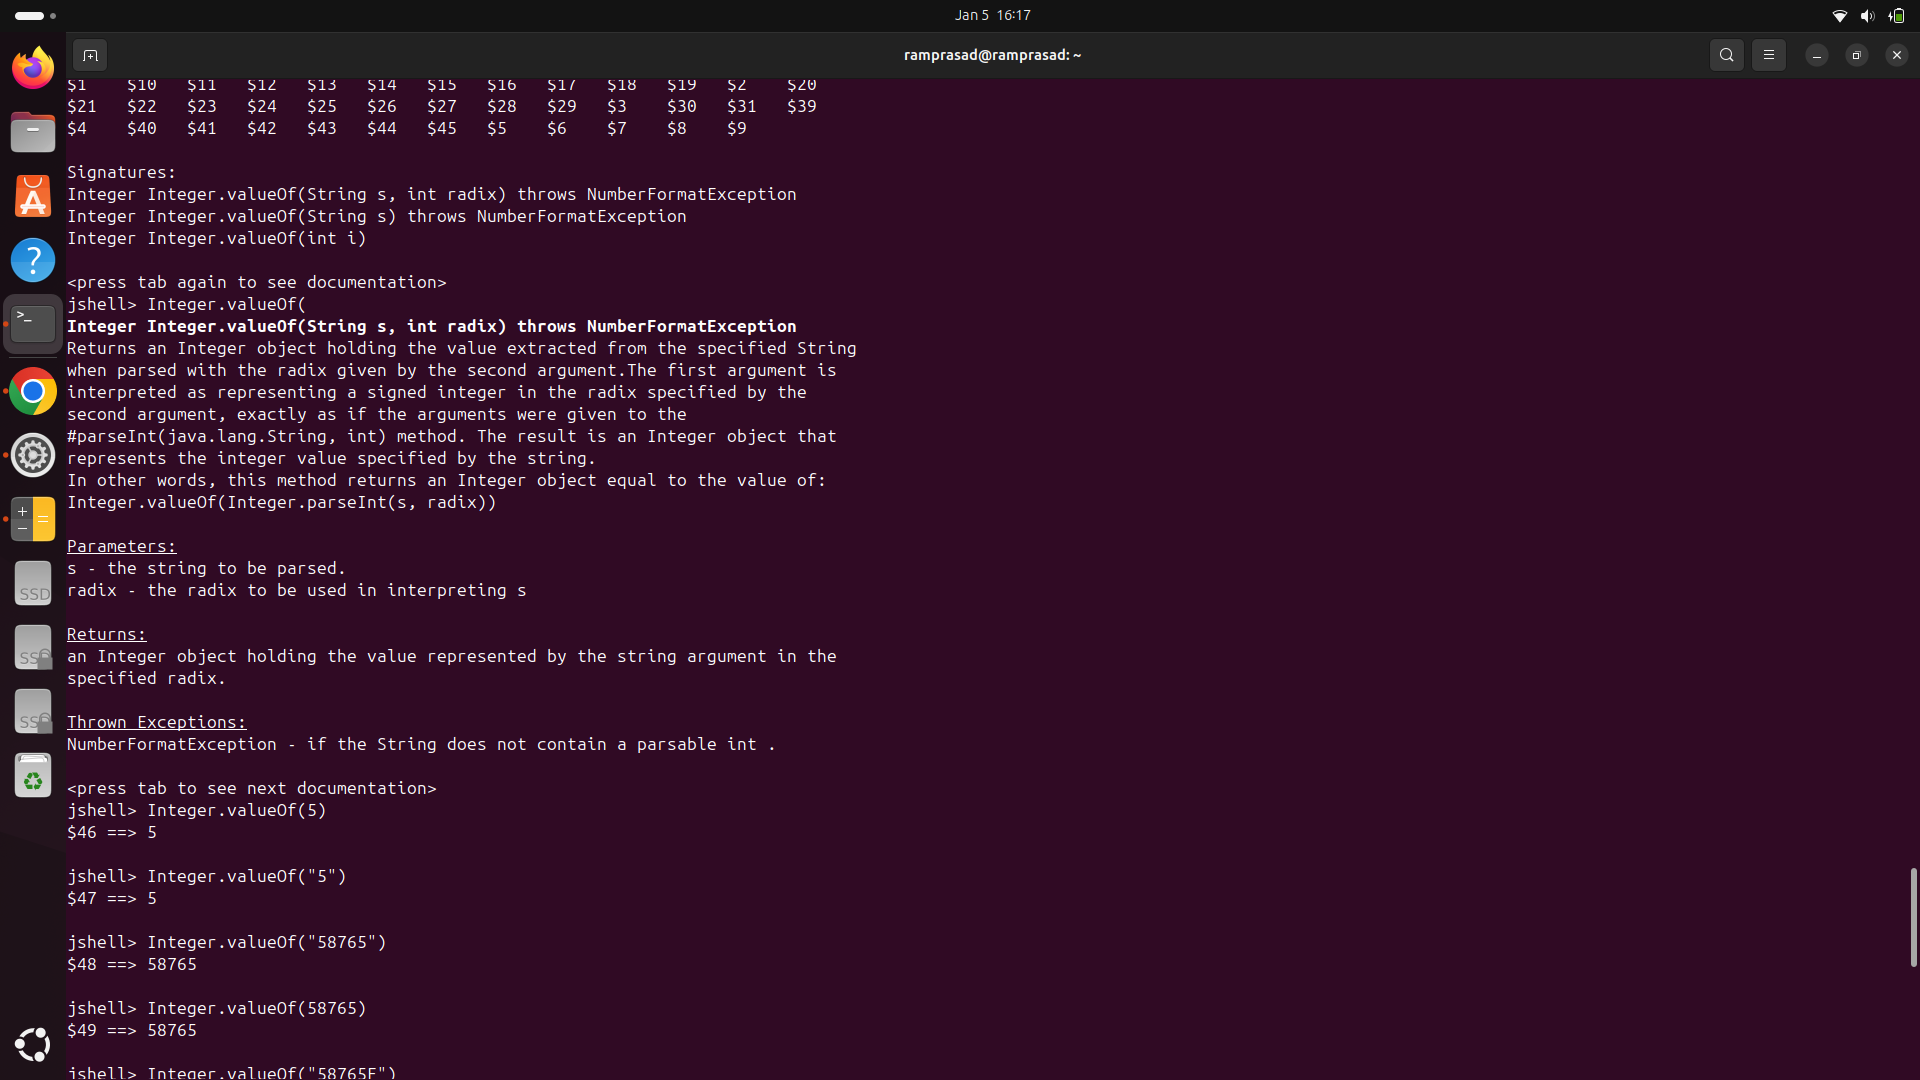 Jan 5 16:17
ramprasad@ramprasad: ~
$1 $10 $11 $12 $13 $14 $15 $16 $17 $18 $19 $2 $20
$21 $22 $23 $24 $25 $26 $27 $28 $29 $3 $30 $31 $39
$4 $40 $41 $42 $43 $44 $45 $5 $6 $7 $8 $9
Signatures:
Integer Integer.valueOf(String s, int radix) throws NumberFormatException
Integer Integer.valueOf(String s) throws NumberFormatException
Integer Integer.valueOf(int i)
<press tab again to see documentation>
jshell> Integer.valueOf(
Integer Integer.valueOf(String s, int radix) throws NumberFormatException
Returns an Integer object holding the value extracted from the specified String
when parsed with the radix given by the second argument.The first argument is
interpreted as representing a signed integer in the radix specified by the
second argument, exactly as if the arguments were given to the
#parseInt(java.lang.String, int) method. The result is an Integer object that
represents the integer value specified by the string.
In other words, this method returns an Integer object equal to the value of:
Integer.valueOf(Integer.parseInt(s, radix))
Parameters:
s - the string to be parsed.
radix - the radix to be used in interpreting s
Returns:
an Integer object holding the value represented by the string argument in the
specified radix.
Thrown Exceptions:
NumberFormatException - if the String does not contain a parsable int .
<press tab to see next documentation>
jshell> Integer.valueOf(5)
$46 ==> 5
jshell> Integer.valueOf("5")
$47 ==> 5
jshell> Integer.valueOf("58765")
$48 ==> 58765
jshell> Integer.valueOf(58765)
$49 ==> 58765
jshell> Integer.valueOf("58765F")
SSD
SSD
SSD